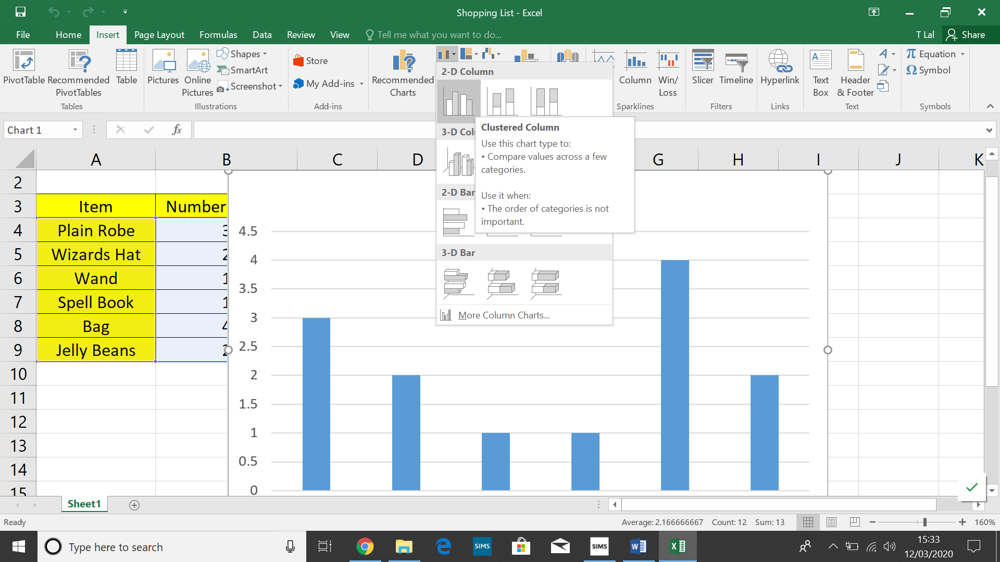 Shopping List - Excel
File Home Insert Page Layout Formulas Data Review View Tell me what you want to do... T Lal Share
PivotTable Recommended PivotTables Table
Tables
Pictures Online Pictures Shapes SmartArt Screenshot
Illustrations
Store
My Add-ins
Add-ins
Recommended Charts
Column Win/ Loss
Sparklines
Slicer Timeline
Filters
Hyperlink
Links
Text Box Header & Footer
Text
Equation
Symbol
Symbols
2-D Column
3-D Colu
2-D Bar
3-D Bar
More Column Charts...
Clustered Column
Use this chart type to:
• Compare values across a few
categories.
Use it when:
• The order of categories is not
important.
Chart 1 fx
A B C D G H I J K
2
3 Item Number
4 Plain Robe 3
5 Wizards Hat 2
6 Wand 1
7 Spell Book 1
8 Bag 4
9 Jelly Beans 2
10
11
12
13
14
15
4.5
4
3.5
3
2.5
2
1.5
1
0.5
0
Sheet1
Ready Average: 2.166666667 Count: 12 Sum: 13 160%
Type here to search SIMS SIMS 15:33
12/03/2020